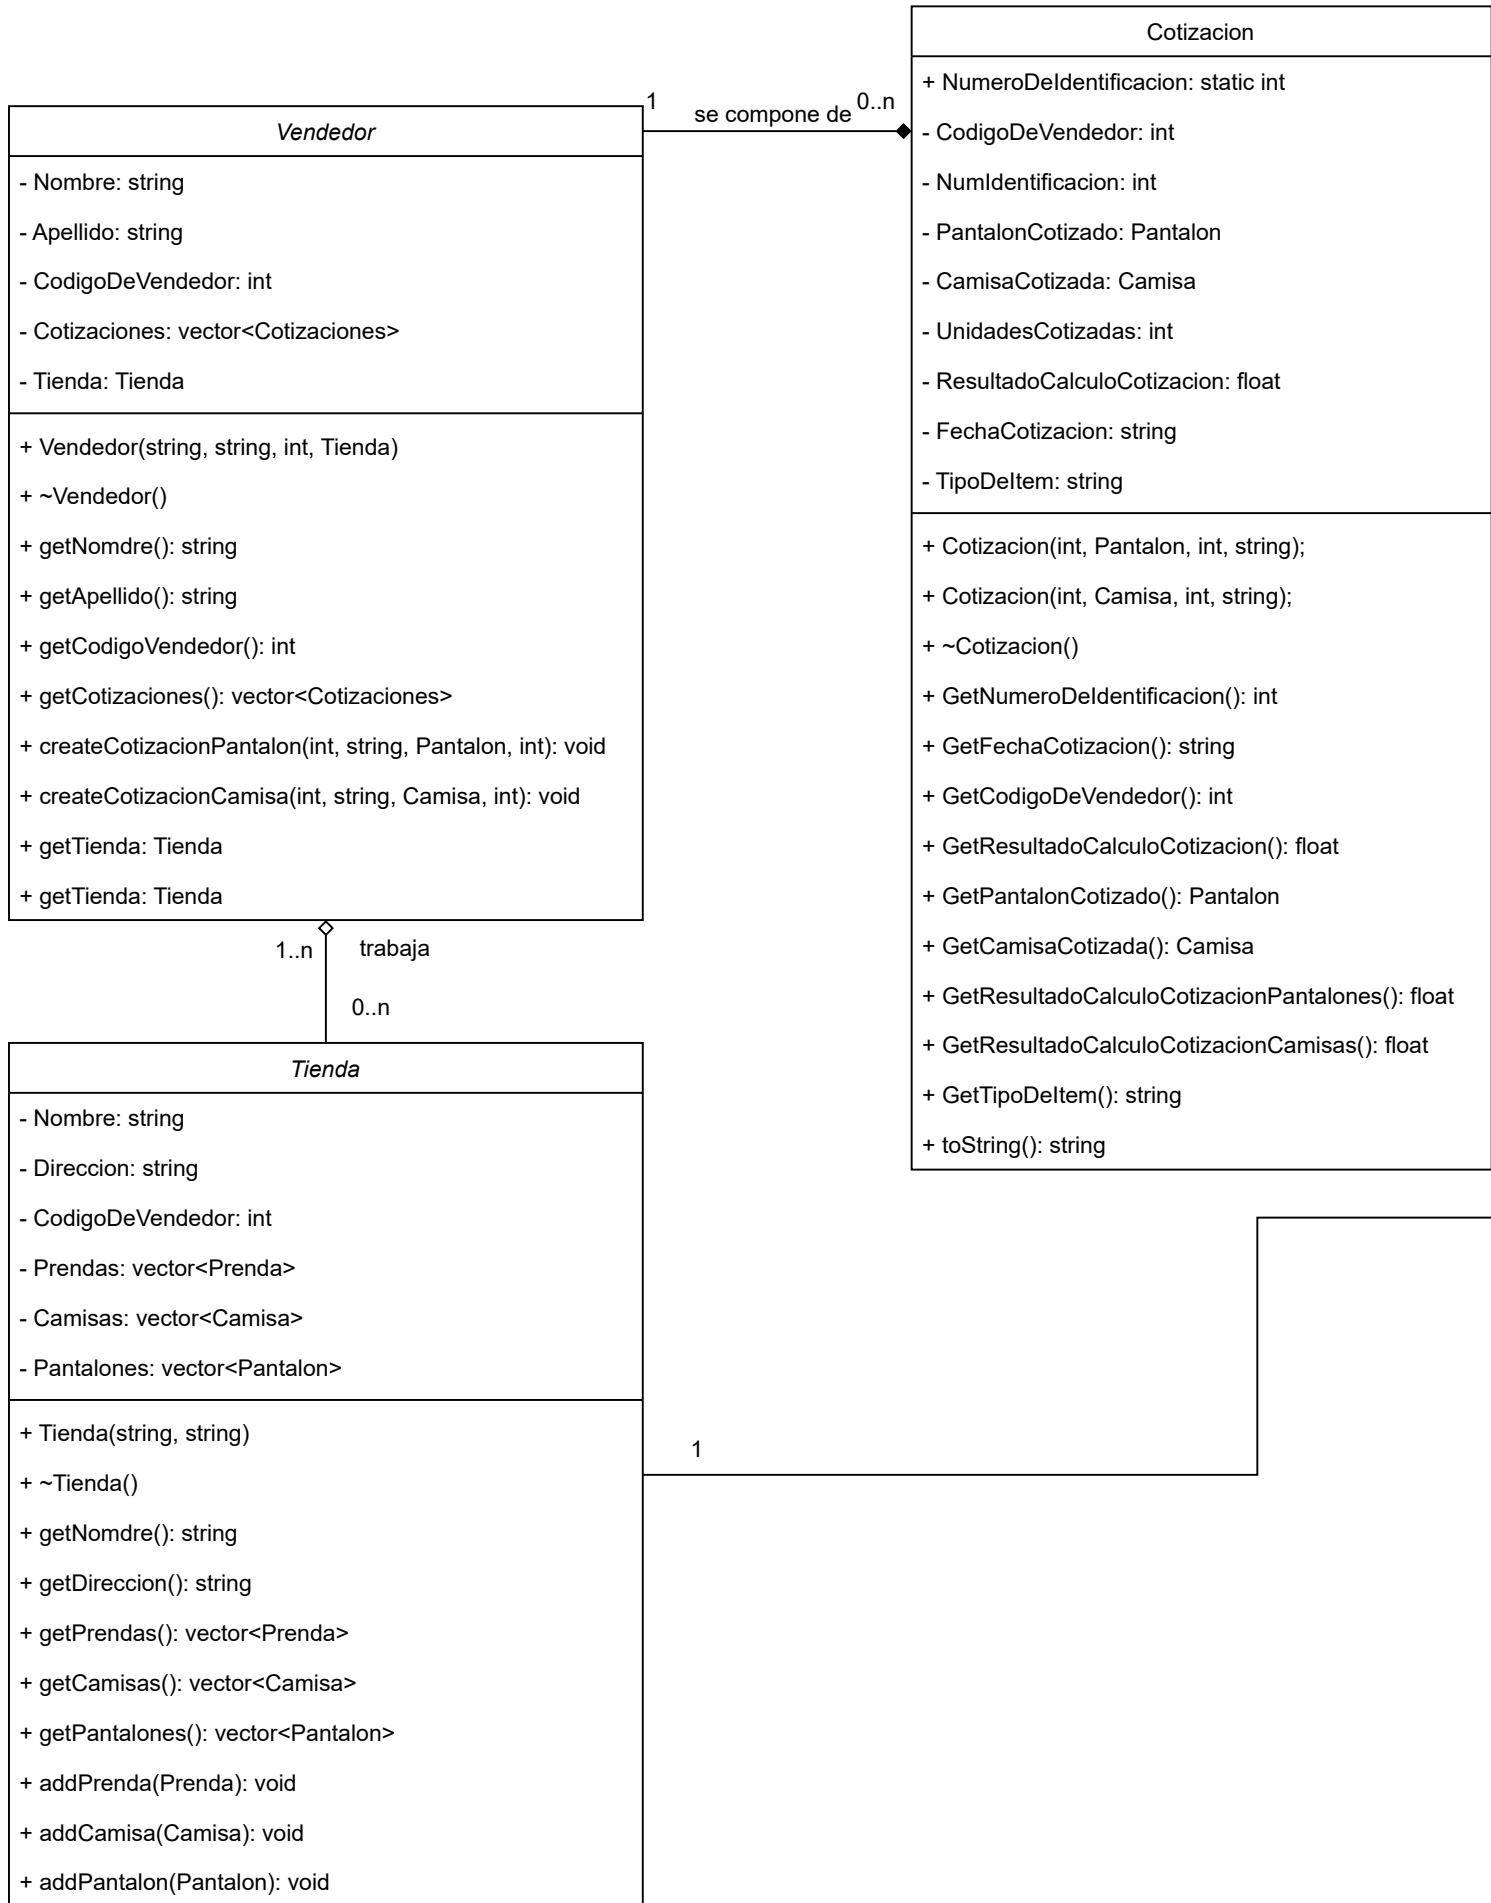 Vendedor
- Nombre: string
- Apellido: string
- CodigoDeVendedor: int
- Cotizaciones: vector<Cotizaciones>
- Tienda: Tienda
+ Vendedor(string, string, int, Tienda)
+ ~Vendedor()
+ getNomdre(): string
+ getApellido(): string
+ getCodigoVendedor(): int
+ getCotizaciones(): vector<Cotizaciones>
+ createCotizacionPantalon(int, string, Pantalon, int): void
+ createCotizacionCamisa(int, string, Camisa, int): void
+ getTienda: Tienda
+ getTienda: Tienda
1
se compone de
0..n
Cotizacion
+ NumeroDeIdentificacion: static int
- CodigoDeVendedor: int
- NumIdentificacion: int
- PantalonCotizado: Pantalon
- CamisaCotizada: Camisa
- UnidadesCotizadas: int
- ResultadoCalculoCotizacion: float
- FechaCotizacion: string
- TipoDeItem: string
+ Cotizacion(int, Pantalon, int, string);
+ Cotizacion(int, Camisa, int, string);
+ ~Cotizacion()
+ GetNumeroDeIdentificacion(): int
+ GetFechaCotizacion(): string
+ GetCodigoDeVendedor(): int
+ GetResultadoCalculoCotizacion(): float
+ GetPantalonCotizado(): Pantalon
+ GetCamisaCotizada(): Camisa
+ GetResultadoCalculoCotizacionPantalones(): float
+ GetResultadoCalculoCotizacionCamisas(): float
+ GetTipoDeItem(): string
+ toString(): string
1..n
trabaja
0..n
Tienda
- Nombre: string
- Direccion: string
- CodigoDeVendedor: int
- Prendas: vector<Prenda>
- Camisas: vector<Camisa>
- Pantalones: vector<Pantalon>
+ Tienda(string, string)
+ ~Tienda()
+ getNomdre(): string
+ getDireccion(): string
+ getPrendas(): vector<Prenda>
+ getCamisas(): vector<Camisa>
+ getPantalones(): vector<Pantalon>
+ addPrenda(Prenda): void
+ addCamisa(Camisa): void
+ addPantalon(Pantalon): void
1